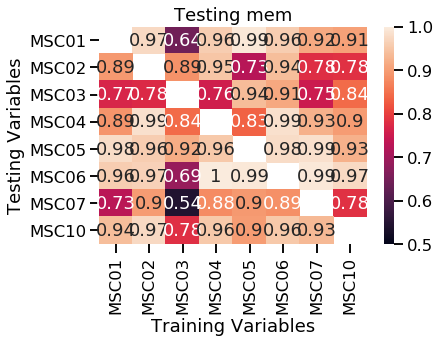 Testing mem
MSC01 0.97 0.64 0.96 0.99 0.96 0.92 0.91
MSC02 0.89 0.89 0.95 0.73 0.94 0.78 0.78
MSC03 0.77 0.78 0.76 0.94 0.91 0.75 0.84
MSC04 0.89 0.99 0.84 0.83 0.99 0.93 0.9
MSC05 0.98 0.96 0.92 0.96 0.98 0.99 0.93
MSC06 0.96 0.97 0.69 1 0.99 0.99 0.97
MSC07 0.73 0.9 0.54 0.88 0.9 0.89 0.78
MSC10 0.94 0.97 0.78 0.96 0.90 0.96 0.93
MSC01 MSC02 MSC03 MSC04 MSC05 MSC06 MSC07 MSC10
Training Variables
Testing Variables
1.0
0.9
0.8
0.7
0.6
0.5